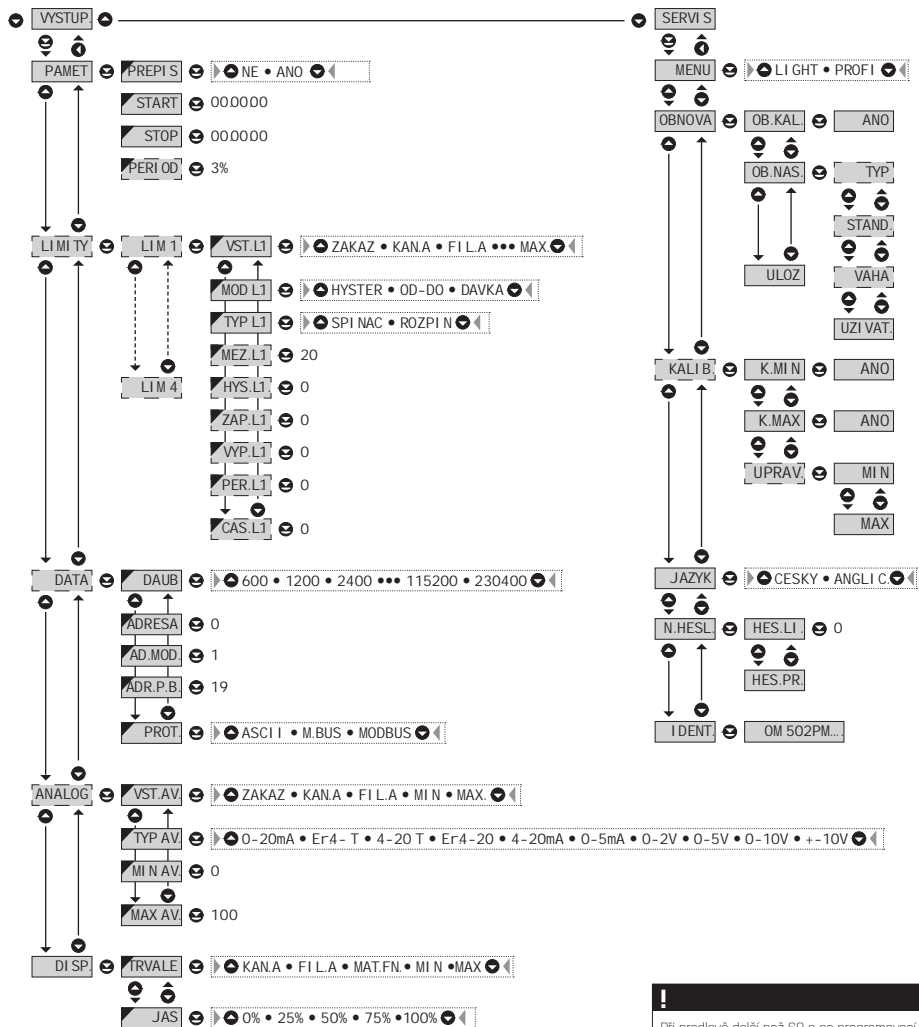 VYSTUP.
SERVIS
PAMET
PREPIS
NE • ANO
START
00.00.00
STOP
00.00.00
PERIOD
3%
LIMITY
LIM 1
VST.L1
ZAKAZ • KAN.A • FIL.A ••• MAX.
MOD L1
HYSTER • OD-DO • DAVKA
TYP L1
SPINAC • ROZPIN
MEZ.L1
20
LIM 4
HYS.L1
0
ZAP.L1
0
VYP.L1
0
PER.L1
0
CAS.L1
0
DATA
DAUB
600 • 1200 • 2400 ••• 115200 • 230400
ADRESA
0
AD.MOD.
1
ADR.P.B.
19
PROT.
ASCII • M.BUS • MODBUS
ANALOG
VST.AV.
ZAKAZ • KAN.A • FIL.A • MIN • MAX.
TYP AV.
0-20mA • Er4- T • 4-20 T • Er4-20 • 4-20mA • 0-5mA • 0-2V • 0-5V • 0-10V • +-10V
MIN AV.
0
MAX AV.
100
DISP.
TRVALE
KAN.A • FIL.A • MAT.FN. • MIN •MAX
JAS
0% • 25% • 50% • 75% •100%
MENU
LIGHT • PROFI
OBNOVA
OB.KAL.
ANO
OB.NAS.
TYP
STAND.
ULOZ
VAHA
UZIVAT.
KALIB.
K.MIN
ANO
K.MAX
ANO
UPRAV.
MIN
MAX
JAZYK
CESKY • ANGLIC.
N.HESL.
HES.LI.
0
HES.PR.
IDENT.
OM 502PM...
!